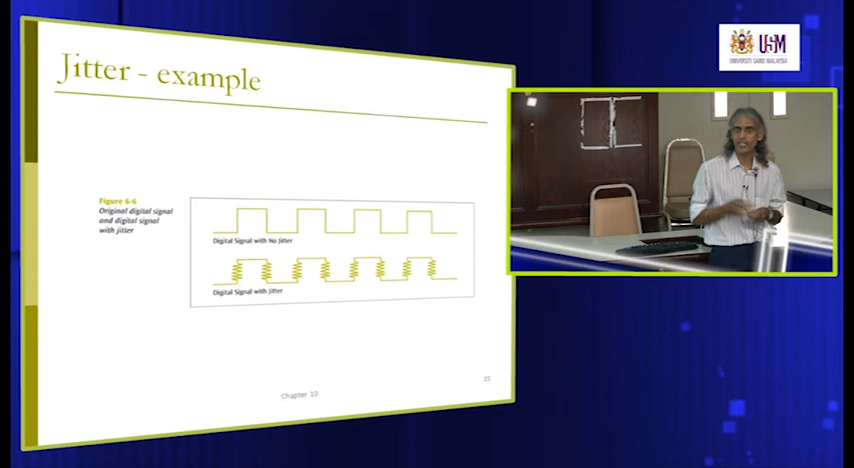 Jitter - example
Figure 6-6
Original digital signal
and digital signal
with jitter
Digital Signal with No Jitter
Digital Signal with Jitter
Chapter 10
25
USM
UNIVERSITI SAINS MALAYSIA